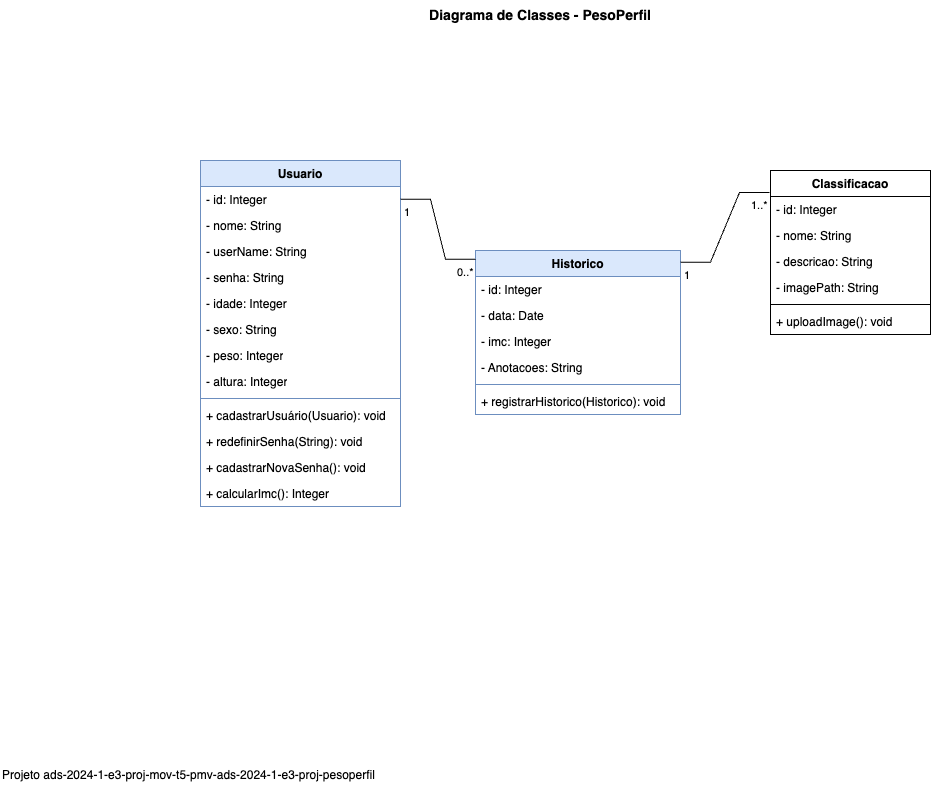 Diagrama de Classes - PesoPerfil
Usuario
- id: Integer
- nome: String
- userName: String
- senha: String
- idade: Integer
- sexo: String
- peso: Integer
- altura: Integer
+ cadastrarUsuário(Usuario): void
+ redefinirSenha(String): void
+ cadastrarNovaSenha(): void
+ calcularImc(): Integer
1
0..*
Historico
- id: Integer
- data: Date
- imc: Integer
- Anotacoes: String
+ registrarHistorico(Historico): void
1
1..*
Classificacao
- id: Integer
- nome: String
- descricao: String
- imagePath: String
+ uploadImage(): void
Projeto ads-2024-1-e3-proj-mov-t5-pmv-ads-2024-1-e3-proj-pesoperfil